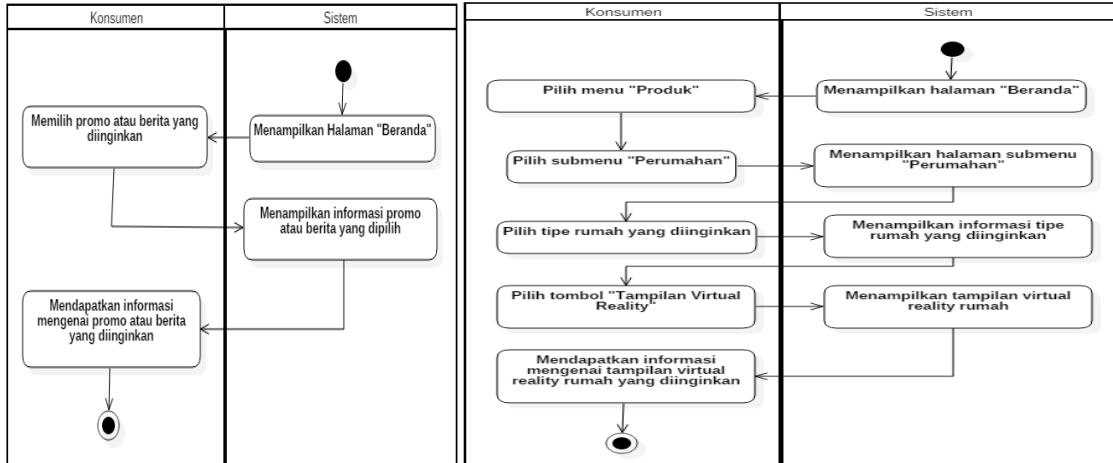 Konsumen
Sistem
Menampilkan Halaman "Beranda"
Memilih promo atau berita yang
diinginkan
Menampilkan informasi promo
atau berita yang dipilih
Mendapatkan informasi
mengenai promo atau berita
yang diinginkan
Konsumen
Sistem
Menampilkan halaman "Beranda"
Pilih menu "Produk"
Pilih submenu "Perumahan"
Menampilkan halaman submenu
"Perumahan"
Pilih tipe rumah yang diinginkan
Menampilkan informasi tipe
rumah yang diinginkan
Pilih tombol "Tampilan Virtual
Reality"
Menampilkan tampilan virtual
reality rumah
Mendapatkan informasi
mengenai tampilan virtual
reality rumah yang diinginkan